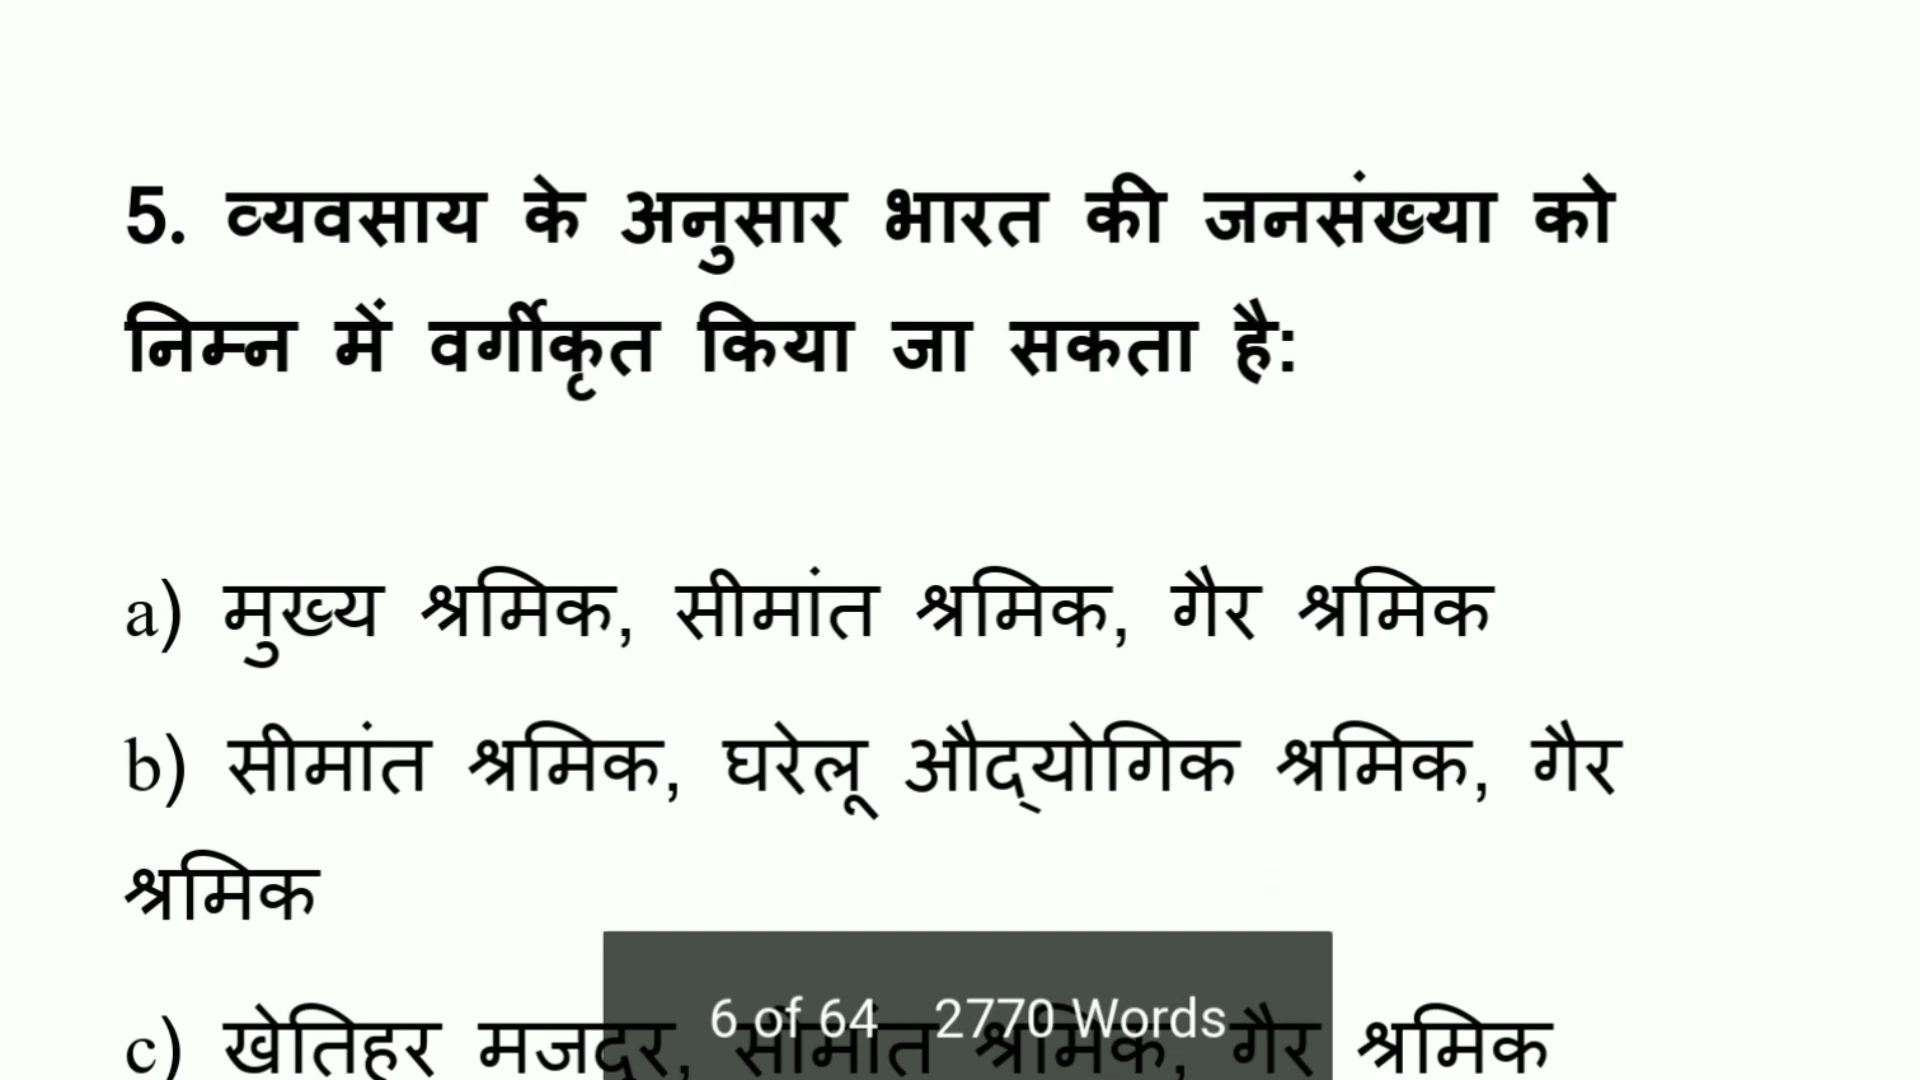 5. व्यवसाय के अनुसार भारत की जनसंख्या को
निम्न में वर्गीकृत किया जा सकता है:
a) मुख्य श्रमिक, सीमांत श्रमिक, गैर श्रमिक
b) सीमांत श्रमिक, घरेलू औद्योगिक श्रमिक, गैर
श्रमिक
c) खेतिहर मजदूर, सीमांत श्रमिक, गैर श्रमिक
6 of 64 2770 Words